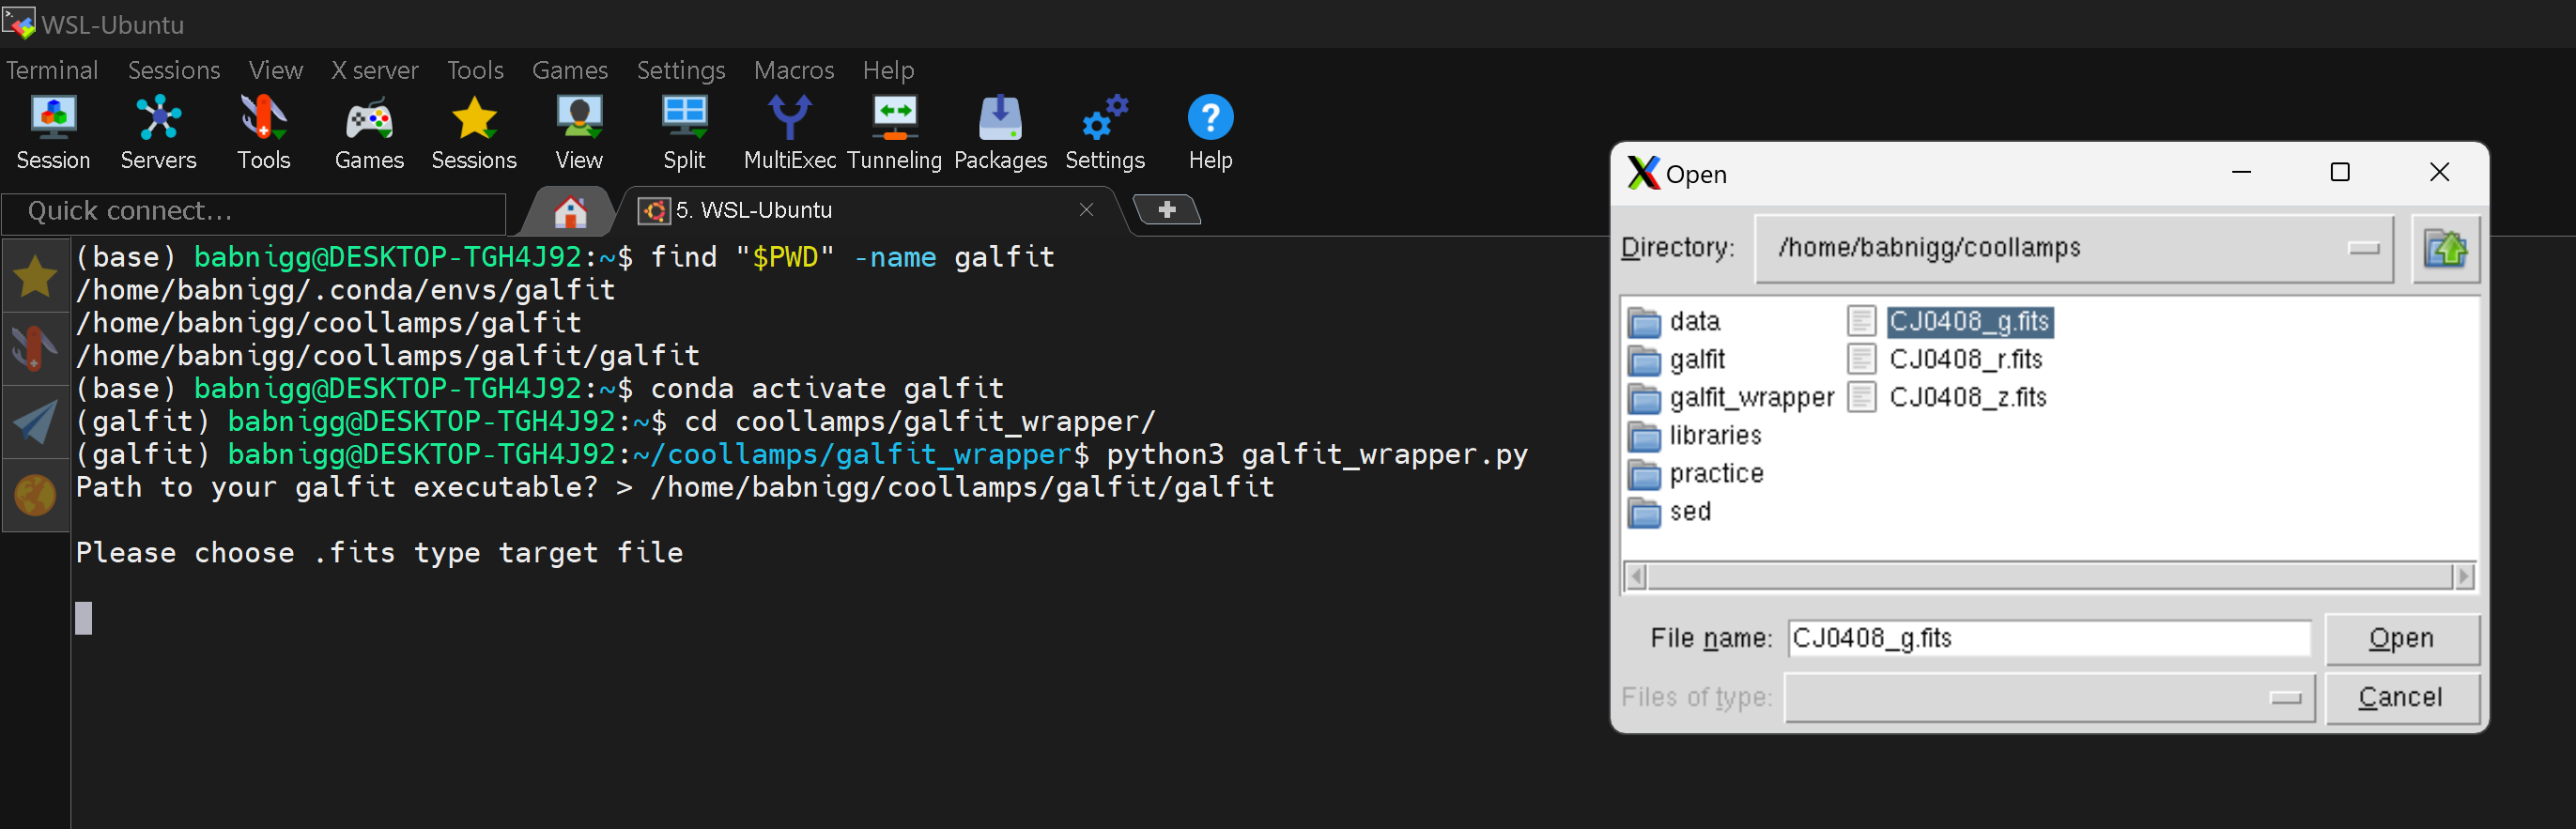 WSL-Ubuntu
Terminal Sessions View X server Tools Games Settings Macros Help
Session Servers Tools Games Sessions View Split MultiExec Tunneling Packages Settings Help
Quick connect...
5. WSL-Ubuntu
(base) babnigg@DESKTOP-TGH4J92:~$ find "$PWD" -name galfit
/home/babnigg/.conda/envs/galfit
/home/babnigg/coollamps/galfit
/home/babnigg/coollamps/galfit/galfit
(base) babnigg@DESKTOP-TGH4J92:~$ conda activate galfit
(galfit) babnigg@DESKTOP-TGH4J92:~$ cd coollamps/galfit_wrapper/
(galfit) babnigg@DESKTOP-TGH4J92:~/coollamps/galfit_wrapper$ python3 galfit_wrapper.py
Path to your galfit executable? > /home/babnigg/coollamps/galfit/galfit
Please choose .fits type target file
Open
Directory: /home/babnigg/coollamps
data
galfit
galfit_wrapper
libraries
practice
sed
CJ0408_g.fits
CJ0408_r.fits
CJ0408_z.fits
File name: CJ0408_g.fits Open
Files of type: Cancel